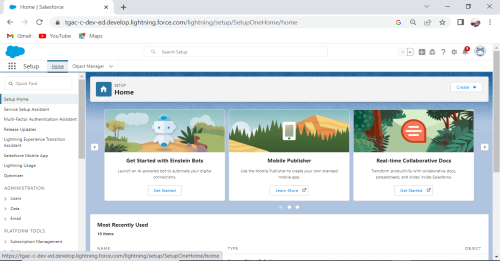 Home | Salesforce
tgac-c-dev-ed.develop.lightning.force.com/lightning/setup/SetupOneHome/home
Gmail
YouTube
Maps
Search Setup
Setup
Home
Object Manager
Quick Find
Setup Home
Service Setup Assistant
Multi-Factor Authentication Assistant
Release Updates
Lightning Experience Transition
Assistant
Salesforce Mobile App
Lightning Usage
Optimizer
ADMINISTRATION
Users
Data
Email
PLATFORM TOOLS
Subscription Management
SETUP
Home
Create
Get Started with Einstein Bots
Launch an AI-powered bot to automate your digital
connections.
Get Started
Mobile Publisher
Use the Mobile Publisher to create your own branded
mobile app.
Learn More
Real-time Collaborative Docs
Transform productivity with collaborative docs,
spreadsheets, and slides inside Salesforce.
Get Started
Most Recently Used
10 items
NAME
TYPE
OBJECT
https://tgac-c-dev-ed.develop.lightning.force.com/lightning/setup/SetupOneHome/home